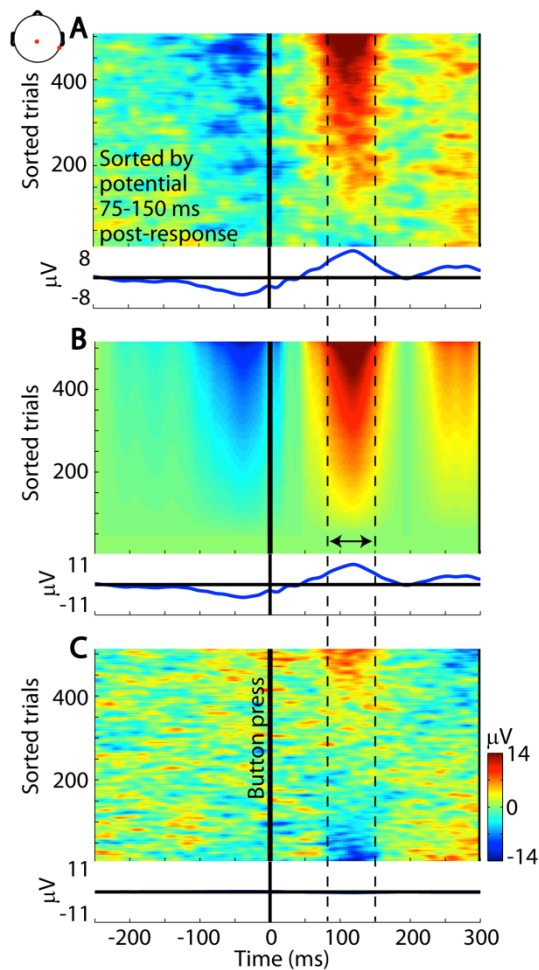 A
Sorted trials
400
200
Sorted by
potential
75-150 ms
post-response
μV
8
-8
B
Sorted trials
400
200
μV
11
-11
C
Sorted trials
400
200
Button press
μV
14
0
-14
μV
11
-11
-200 -100 0 100 200 300
Time (ms)